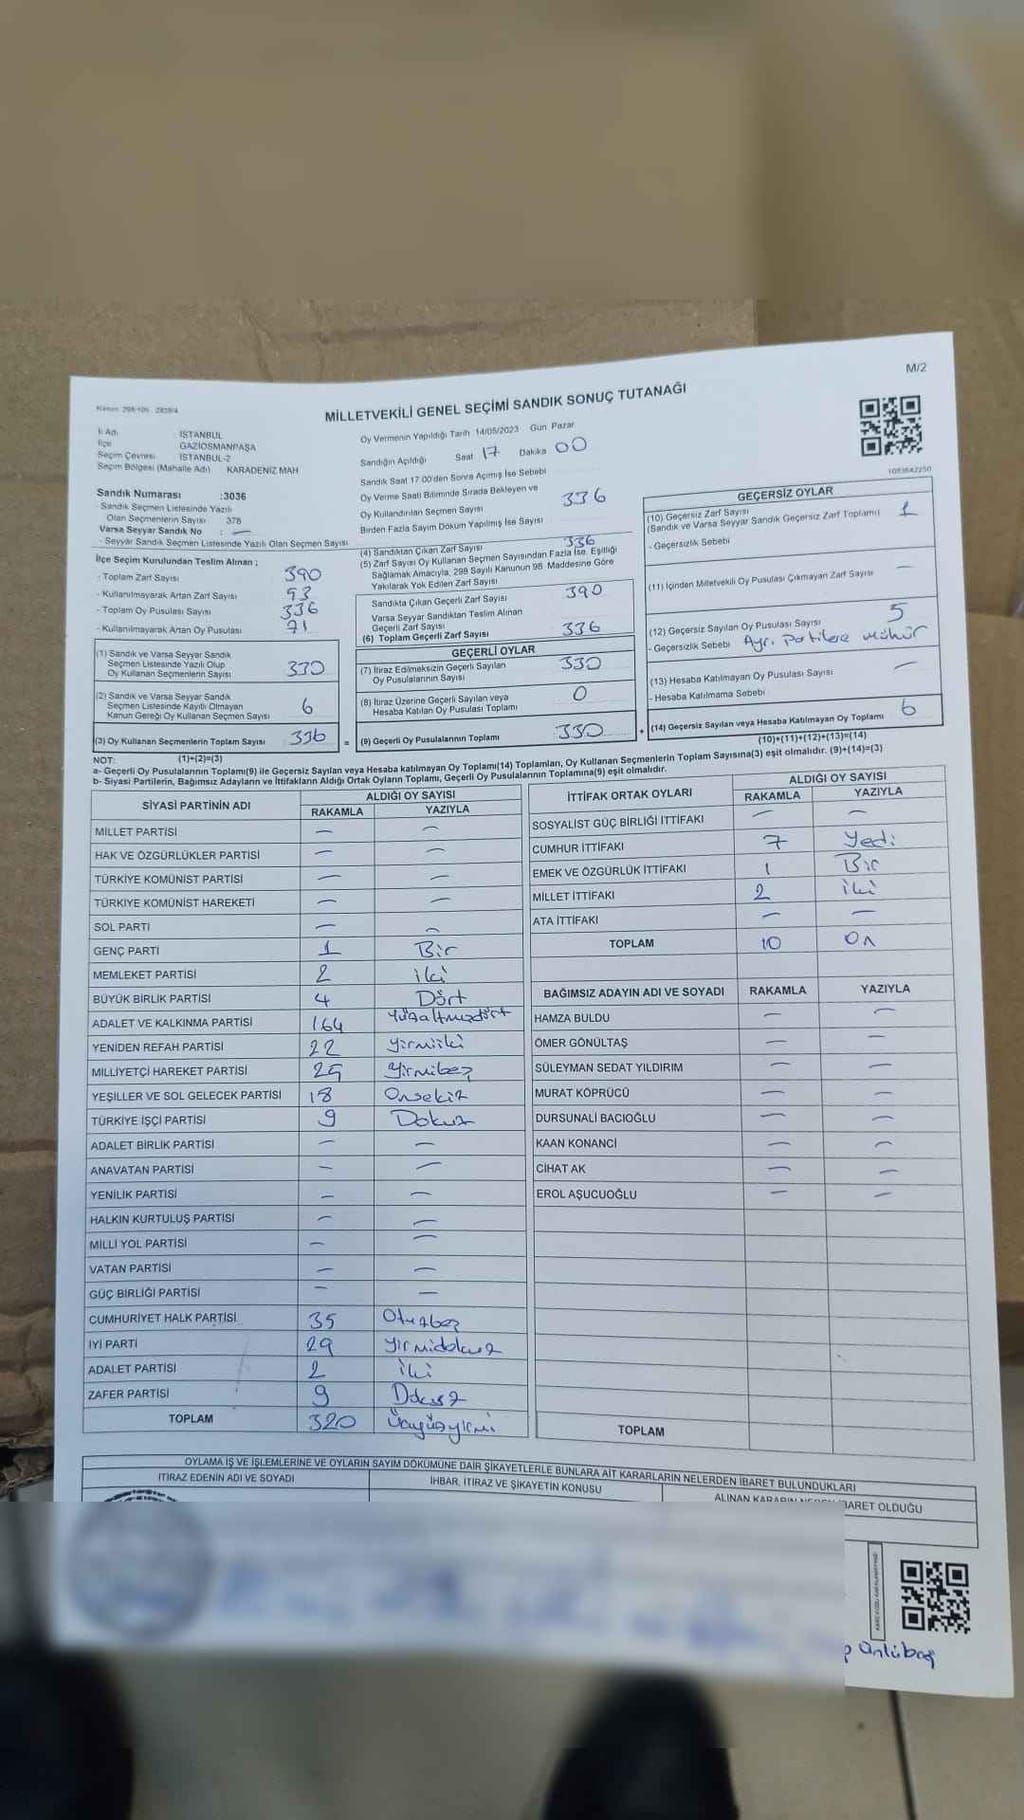 M/2
MİLLETVEKİLİ GENEL SEÇİMİ SANDIK SONUÇ TUTANAĞI
İl Adı : İSTANBUL
İlçe : GAZİOSMANPAŞA
Seçim Çevresi : İSTANBUL-2
Seçim Bölgesi (Mahalle Adı) KARADENİZ MAH
Sandık Numarası :3036
Sandık Seçmen Listesinde Yazılı
Olan Seçmenlerin Sayısı 378
Varsa Seyyar Sandık No : —
- Seyyar Sandık Seçmen Listesinde Yazılı Olan Seçmen Sayısı
İlçe Seçim Kurulundan Teslim Alınan ;
- Toplam Zarf Sayısı 390
- Kullanılmayarak Artan Zarf Sayısı 93
- Toplam Oy Pusulası Sayısı 336
- Kullanılmayarak Artan Oy Pusulası 71
(1) Sandık ve Varsa Seyyar Sandık
Seçmen Listesinde Yazılı Olup
Oy Kullanan Seçmenlerin Sayısı 330
(2) Sandık ve Varsa Seyyar Sandık
Seçmen Listesinde Kayıtlı Olmayan
Kanun Gereği Oy Kullanan Seçmen Sayısı 6
(3) Oy Kullanan Seçmenlerin Toplam Sayısı 336
Oy Vermenin Yapıldığı Tarih 14/05/2023 Gün Pazar
Sandığın Açıldığı Saat 17 Dakika 00
Sandık Saat 17.00'den Sonra Açımış İse Sebebi
Oy Verme Saati Bitiminde Sırada Bekleyen ve
Oy Kullandırılan Seçmen Sayısı 336
Birden Fazla Sayım Döküm Yapılmış İse Sayısı
(4) Sandıktan Çıkan Zarf Sayısı 336
(5) Zarf Sayısı Oy Kullanan Seçmen Sayısından Fazla İse, Eşitliği
Sağlamak Amacıyla, 298 Sayılı Kanunun 98. Maddesine Göre
Yakılarak Yok Edilen Zarf Sayısı
Sandıkta Çıkan Geçerli Zarf Sayısı 390
Varsa Seyyar Sandıktan Teslim Alınan
Geçerli Zarf Sayısı
(6) Toplam Geçerli Zarf Sayısı 336
GEÇERLİ OYLAR
(7) İtiraz Edilmeksizin Geçerli Sayılan
Oy Pusulalarının Sayısı 330
(8) İtiraz Üzerine Geçerli Sayılan veya
Hesaba Katılan Oy Pusulası Toplamı 0
= (9) Geçerli Oy Pusulalarının Toplamı 330
1083842250
GEÇERSİZ OYLAR
(10) Geçersiz Zarf Sayısı 1
(Sandık ve Varsa Seyyar Sandık Geçersiz Zarf Toplamı)
- Geçersizlik Sebebi
(11) İçinden Milletvekili Oy Pusulası Çıkmayan Zarf Sayısı —
(12) Geçersiz Sayılan Oy Pusulası Sayısı 5
- Geçersizlik Sebebi Ayrı partilere mühür
(13) Hesaba Katılmayan Oy Pusulası Sayısı —
- Hesaba Katılmama Sebebi
+ (14) Geçersiz Sayılan veya Hesaba Katılmayan Oy Toplamı 6
NOT: (1)+(2)=(3) (10)+(11)+(12)+(13)=(14)
a- Geçerli Oy Pusulalarının Toplamı(9) ile Geçersiz Sayılan veya Hesaba katılmayan Oy Toplamı(14) Toplamları, Oy Kullanan Seçmenlerin Toplam Sayısına(3) eşit olmalıdır. (9)+(14)=(3)
b- Siyasi Partilerin, Bağımsız Adayların ve İttifakların Aldığı Ortak Oyların Toplamı, Geçerli Oy Pusulalarının Toplamına(9) eşit olmalıdır.
SİYASİ PARTİNİN ADI ALDIĞI OY SAYISI
RAKAMLA YAZIYLA
MİLLET PARTİSİ — —
HAK VE ÖZGÜRLÜKLER PARTİSİ — —
TÜRKİYE KOMÜNİST PARTİSİ — —
TÜRKİYE KOMÜNİST HAREKETİ — —
SOL PARTİ — —
GENÇ PARTİ 1 Bir
MEMLEKET PARTİSİ 2 iki
BÜYÜK BİRLİK PARTİSİ 4 Dört
ADALET VE KALKINMA PARTİSİ 164 Yüzaltmışdört
YENİDEN REFAH PARTİSİ 22 yirmiiki
MİLLİYETÇİ HAREKET PARTİSİ 25 yirmibeş
YEŞİLLER VE SOL GELECEK PARTİSİ 18 Onsekiz
TÜRKİYE İŞÇİ PARTİSİ 9 Dokuz
ADALET BİRLİK PARTİSİ — —
ANAVATAN PARTİSİ — —
YENİLİK PARTİSİ — —
HALKIN KURTULUŞ PARTİSİ — —
MİLLİ YOL PARTİSİ — —
VATAN PARTİSİ — —
GÜÇ BİRLİĞİ PARTİSİ — —
CUMHURİYET HALK PARTİSİ 35 Otuzbeş
İYİ PARTİ 29 yirmidokuz
ADALET PARTİSİ 2 iki
ZAFER PARTİSİ 9 Dokuz
TOPLAM 320 Üçyüzyirmi
İTTİFAK ORTAK OYLARI ALDIĞI OY SAYISI
RAKAMLA YAZIYLA
SOSYALİST GÜÇ BİRLİĞİ İTTİFAKI — —
CUMHUR İTTİFAKI 7 Yedi
EMEK VE ÖZGÜRLÜK İTTİFAKI 1 Bir
MİLLET İTTİFAKI 2 iki
ATA İTTİFAKI — —
TOPLAM 10 On
BAĞIMSIZ ADAYIN ADI VE SOYADI RAKAMLA YAZIYLA
HAMZA BULDU — —
ÖMER GÖNÜLTAŞ — —
SÜLEYMAN SEDAT YILDIRIM — —
MURAT KÖPRÜCÜ — —
DURSUNALİ BACIOĞLU — —
KAAN KONANCİ — —
CİHAT AK — —
EROL AŞUCUOĞLU — —
TOPLAM
OYLAMA İŞ VE İŞLEMLERİNE VE OYLARIN SAYIM DÖKÜMÜNE DAİR ŞİKAYETLERLE BUNLARA AİT KARARLARIN NELERDEN İBARET BULUNDUKLARI
İTİRAZ EDENİN ADI VE SOYADI İHBAR, İTİRAZ VE ŞİKAYETİN KONUSU ALINAN KARARIN NEDEN İBARET OLDUĞU
Ünlübaş